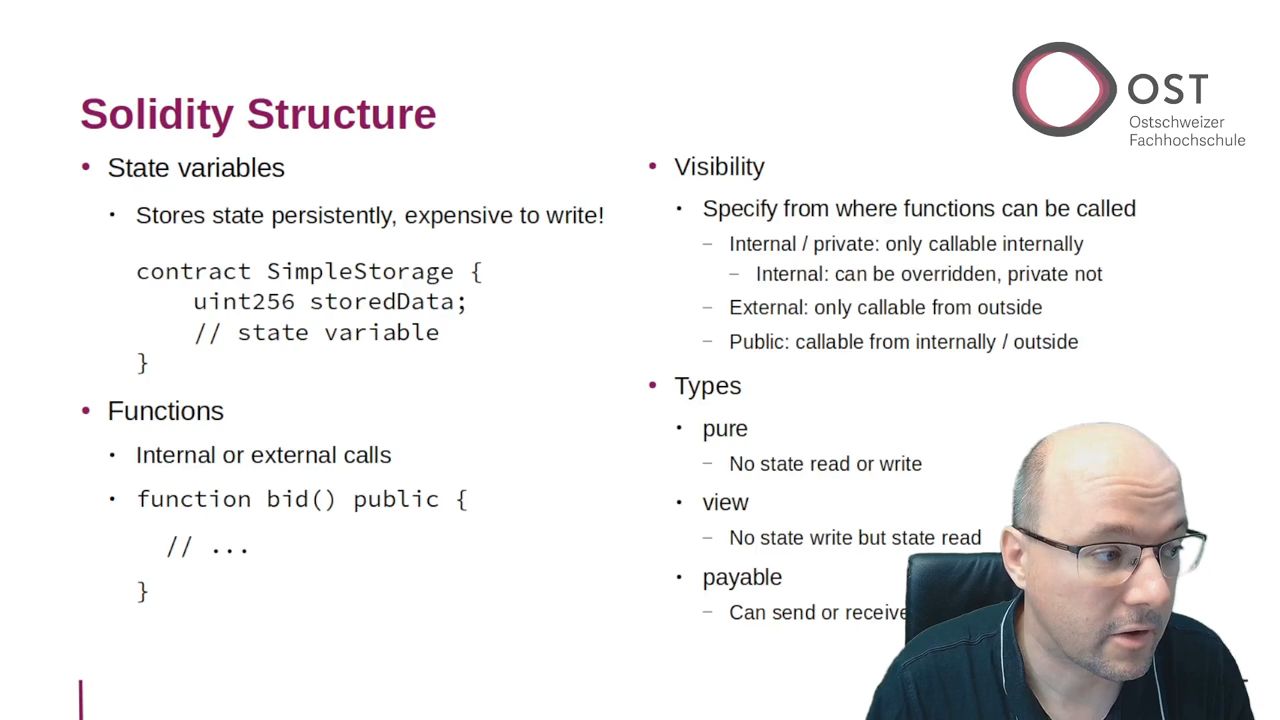 OST
Ostschweizer
Fachhochschule
Solidity Structure
• State variables
• Stores state persistently, expensive to write!
contract SimpleStorage {
uint256 storedData;
// state variable
}
• Functions
• Internal or external calls
• function bid() public {
// ...
}
• Visibility
• Specify from where functions can be called
– Internal / private: only callable internally
– Internal: can be overridden, private not
– External: only callable from outside
– Public: callable from internally / outside
• Types
• pure
– No state read or write
• view
– No state write but state read
• payable
– Can send or receive